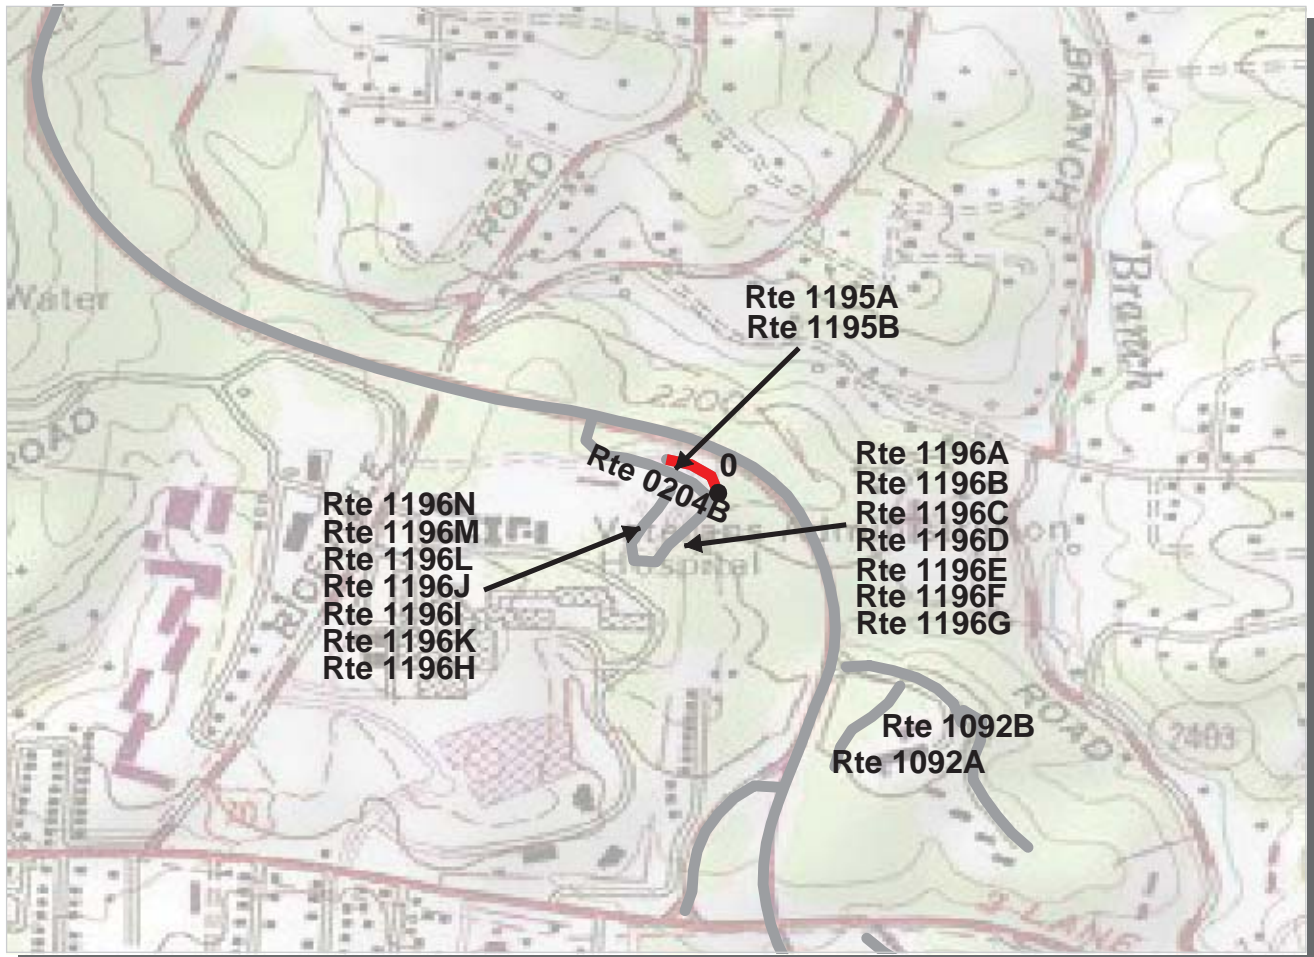 BRANCH
ROAD
Branch
Water
Rte 1195A
Rte 1195B
2200
ROAD
0
Rte 0204B
Rte 1196A
Rte 1196B
Rte 1196C
Rte 1196D
Rte 1196E
Rte 1196F
Rte 1196G
Rte 1196N
Rte 1196M
Rte 1196L
Rte 1196J
Rte 1196I
Rte 1196K
Rte 1196H
Hospital
ROAD
Rte 1092B
Rte 1092A
2403
LANE